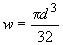 w = πd³/32